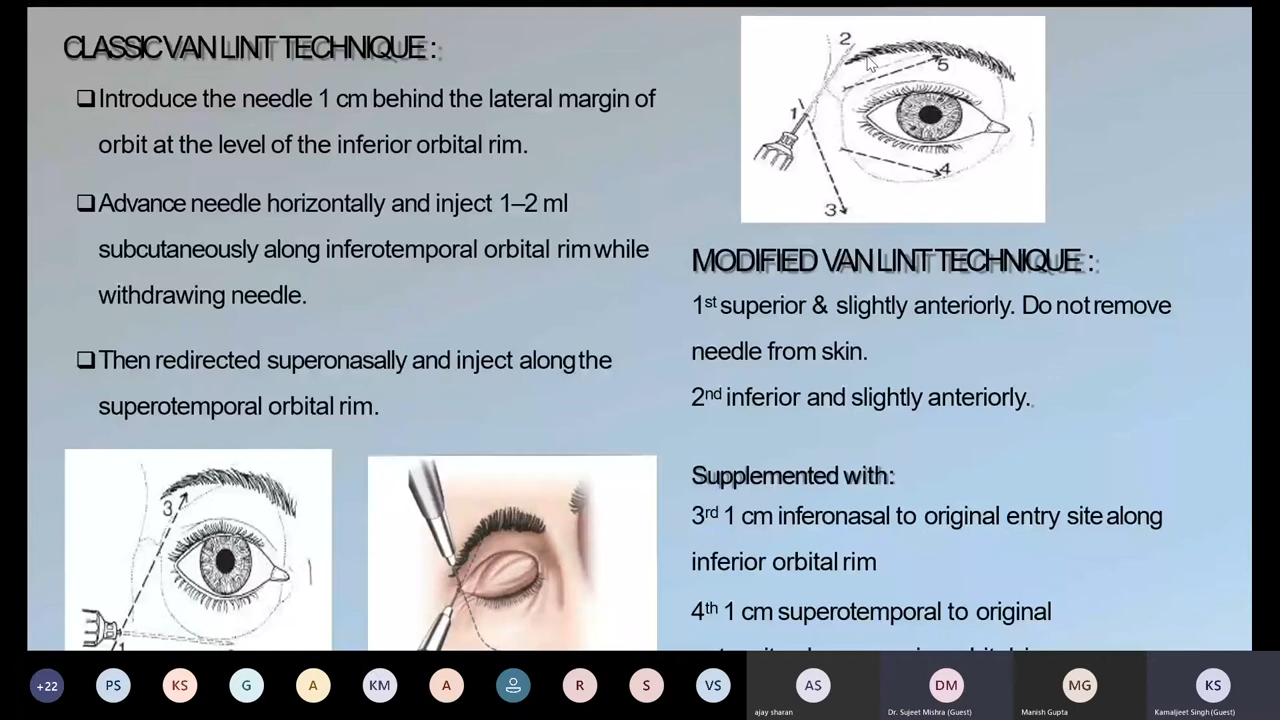 CLASSIC VAN LINT TECHNIQUE :
❑Introduce the needle 1 cm behind the lateral margin of
orbit at the level of the inferior orbital rim.
❑Advance needle horizontally and inject 1–2 ml
subcutaneously along inferotemporal orbital rim while
withdrawing needle.
❑Then redirected superonasally and inject along the
superotemporal orbital rim.
3
1
2
5
1
4
3
MODIFIED VAN LINT TECHNIQUE :
1st superior & slightly anteriorly. Do not remove
needle from skin.
2nd inferior and slightly anteriorly.
Supplemented with:
3rd 1 cm inferonasal to original entry site along
inferior orbital rim
4th 1 cm superotemporal to original
+22
PS
KS
G
A
KM
A
R
S
VS
AS
ajay sharan
DM
Dr. Sujeet Mishra (Guest)
MG
Manish Gupta
KS
Kamaljeet Singh (Guest)